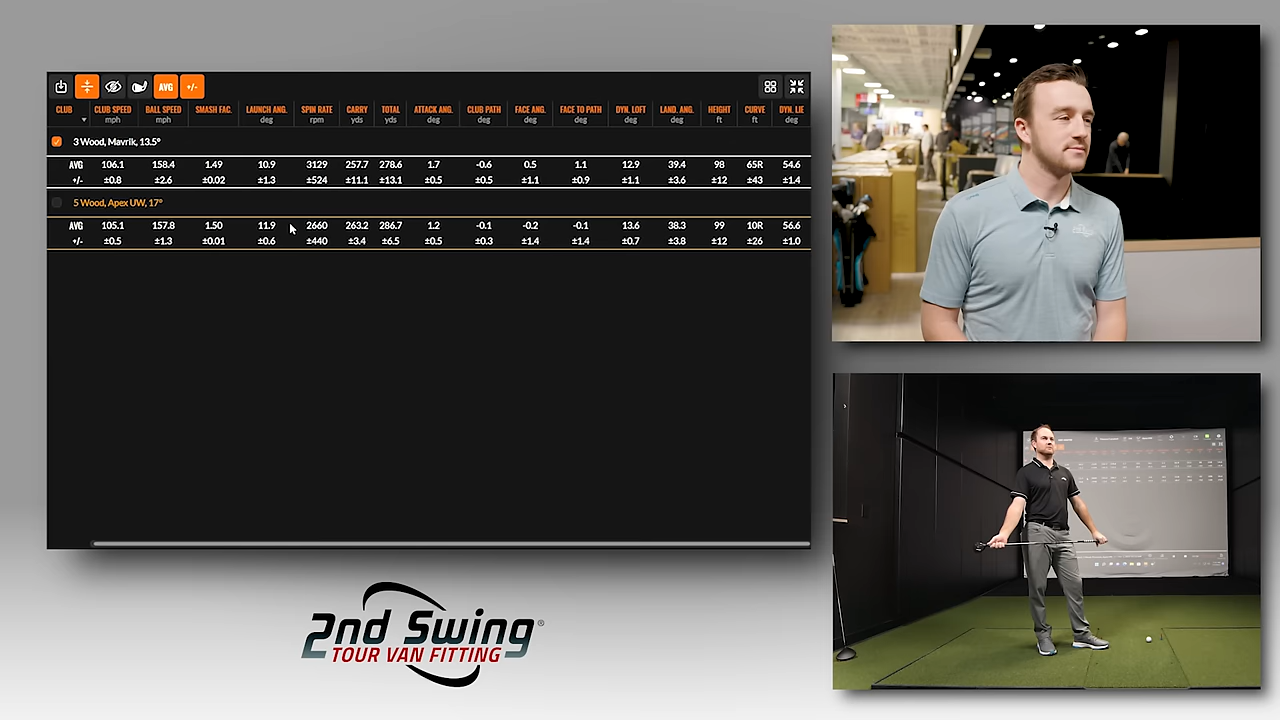 AVG +/-
CLUB CLUB SPEED BALL SPEED SMASH FAC. LAUNCH ANG. SPIN RATE CARRY TOTAL ATTACK ANG. CLUB PATH FACE ANG. FACE TO PATH DYN. LOFT LAND. ANG. HEIGHT CURVE DYN. LIE
mph mph deg rpm yds yds deg deg deg deg deg deg ft ft deg
3 Wood, Mavrik, 13.5°
AVG 106.1 158.4 1.49 10.9 3129 257.7 278.6 1.7 -0.6 0.5 1.1 12.9 39.4 98 65R 54.6
+/- ±0.8 ±2.6 ±0.02 ±1.3 ±524 ±11.1 ±13.1 ±0.5 ±0.5 ±1.1 ±0.9 ±1.1 ±3.6 ±12 ±43 ±1.4
5 Wood, Apex UW, 17°
AVG 105.1 157.8 1.50 11.9 2660 263.2 286.7 1.2 -0.1 -0.2 -0.1 13.6 38.3 99 10R 56.6
+/- ±0.5 ±1.3 ±0.01 ±0.6 ±440 ±3.4 ±6.5 ±0.5 ±0.3 ±1.4 ±1.4 ±0.7 ±3.8 ±12 ±26 ±1.0
2nd Swing®
TOUR VAN FITTING